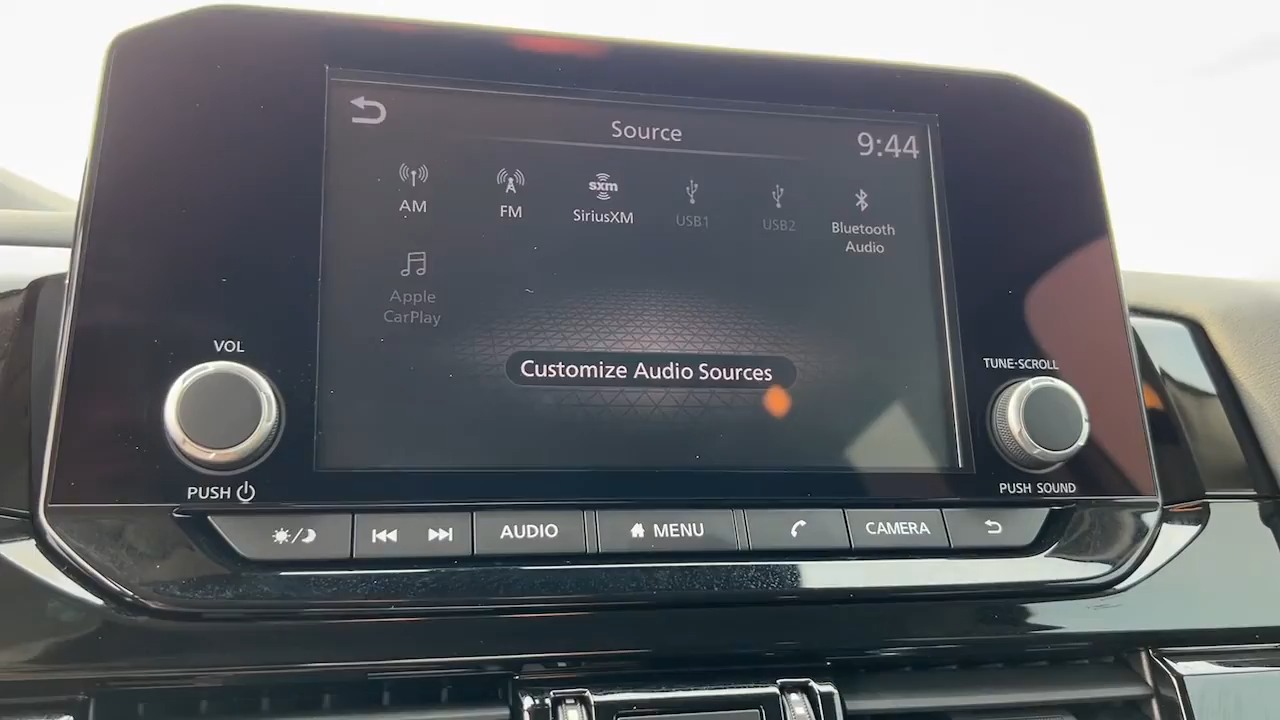 Source
9:44
AM
FM
sxm
SiriusXM
USB1
USB2
Bluetooth
Audio
Apple
CarPlay
Customize Audio Sources
VOL
PUSH
TUNE·SCROLL
PUSH SOUND
AUDIO
MENU
CAMERA